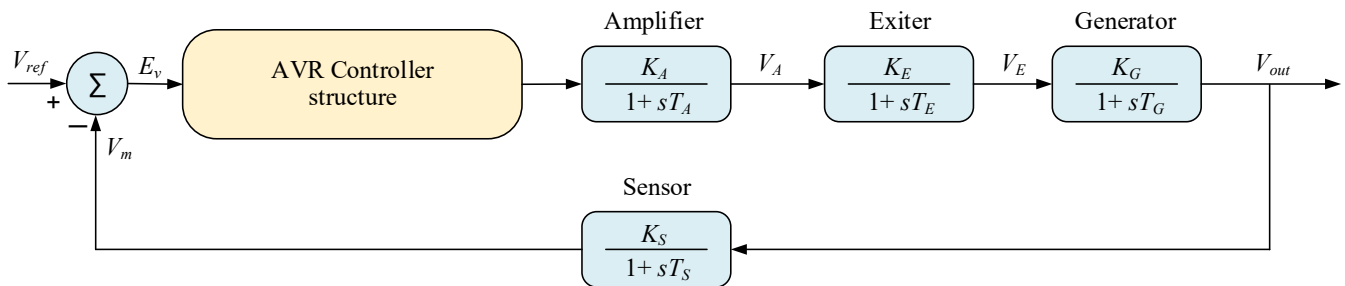 Amplifier
Exiter
Generator
V_ref
+
−
Σ
E_v
AVR Controller
structure
K_A
1+ sT_A
V_A
K_E
1+ sT_E
V_E
K_G
1+ sT_G
V_out
V_m
Sensor
K_S
1+ sT_S